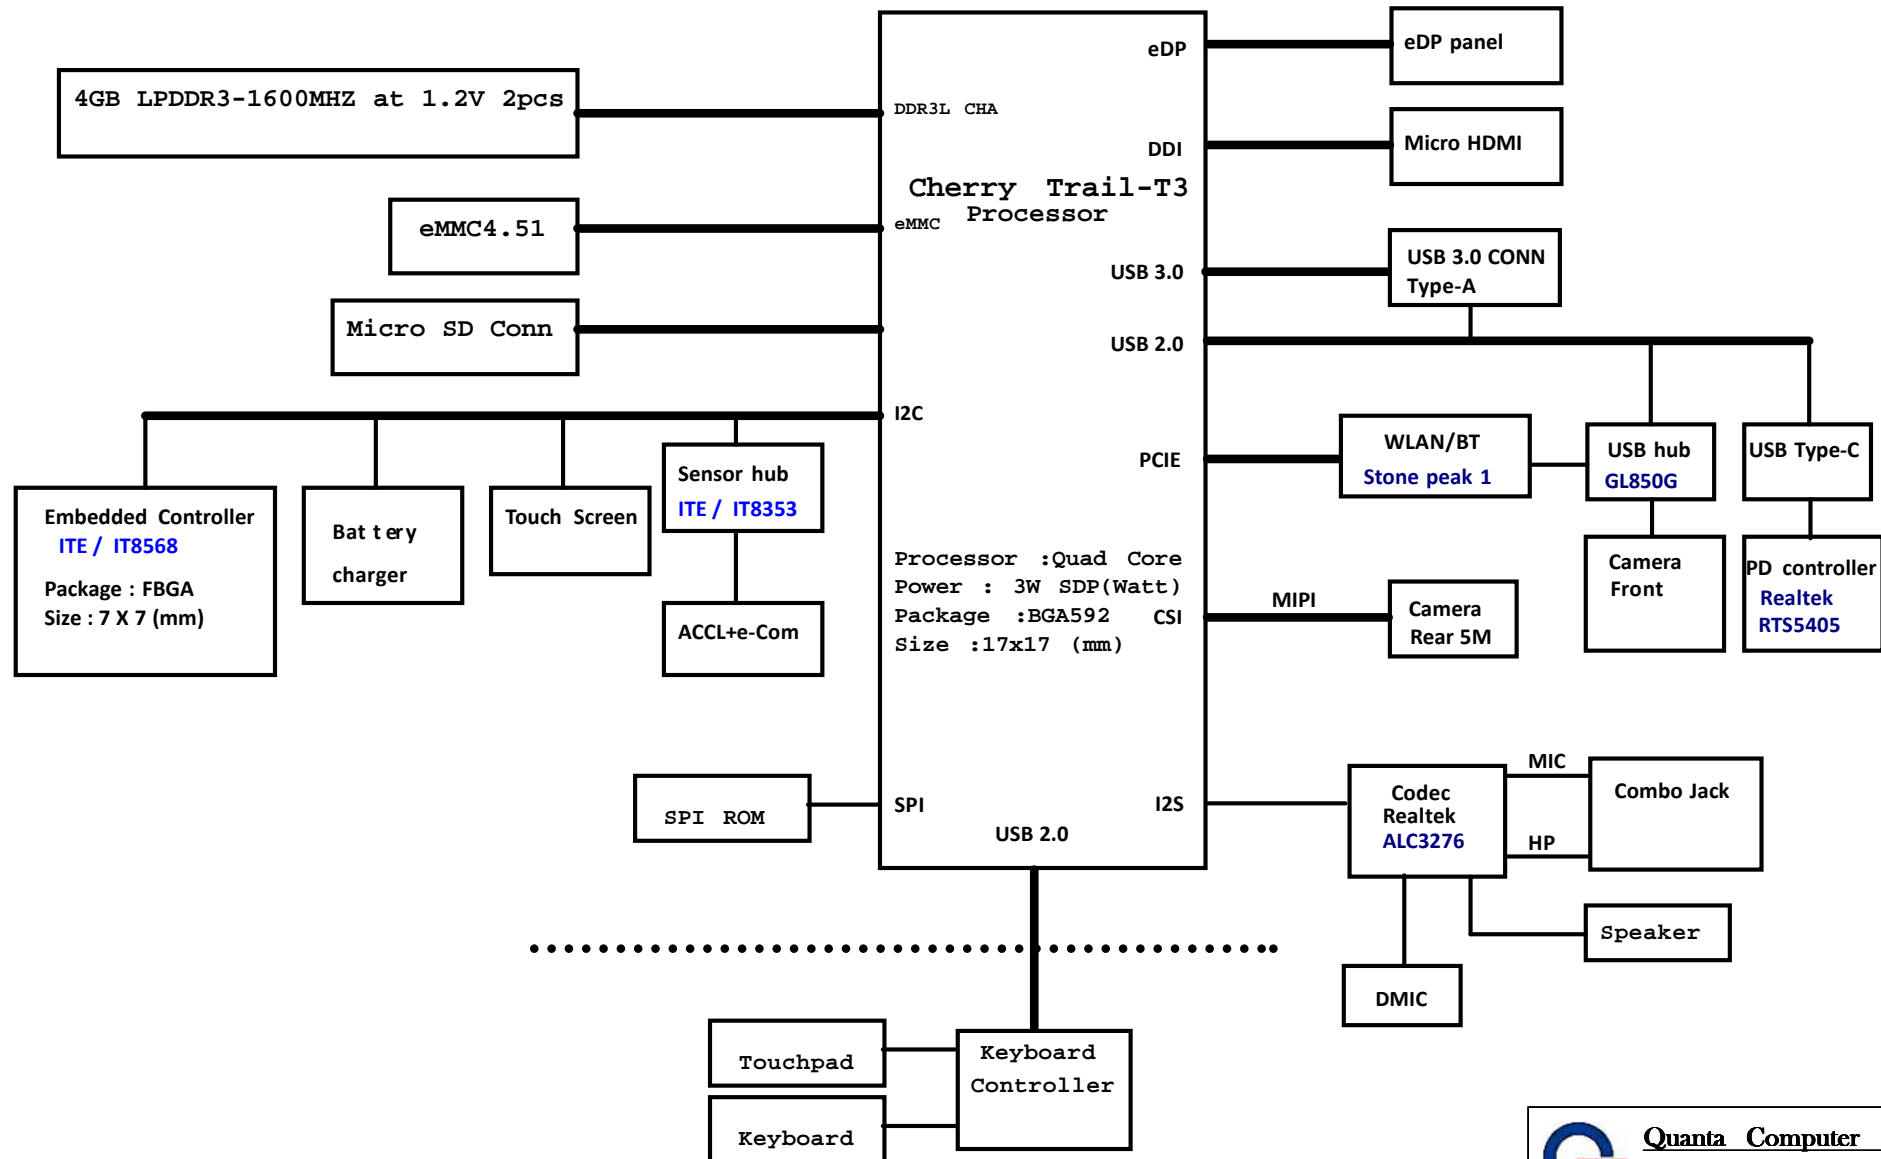 4GB LPDDR3-1600MHZ at 1.2V 2pcs
eMMC4.51
Micro SD Conn
DDR3L CHA
eMMC
Cherry Trail-T3
Processor
eDP
DDI
USB 3.0
USB 2.0
I2C
PCIE
Processor :Quad Core
Power : 3W SDP(Watt)
Package :BGA592
Size :17x17 (mm)
CSI
SPI
I2S
USB 2.0
eDP panel
Micro HDMI
USB 3.0 CONN
Type-A
WLAN/BT
Stone peak 1
USB hub
GL850G
USB Type-C
Camera
Front
PD controller
Realtek
RTS5405
MIPI
Camera
Rear 5M
Embedded Controller
ITE / IT8568
Package : FBGA
Size : 7 X 7 (mm)
Battery
charger
Touch Screen
Sensor hub
ITE / IT8353
ACCL+e-Com
SPI ROM
Codec
Realtek
ALC3276
MIC
HP
Combo Jack
Speaker
DMIC
Touchpad
Keyboard
Keyboard
Controller
Quanta Computer